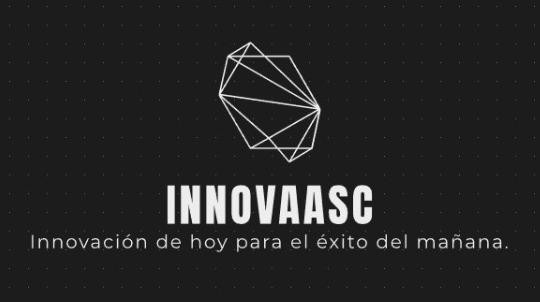 INNOVAASC
Innovación de hoy para el éxito del mañana.